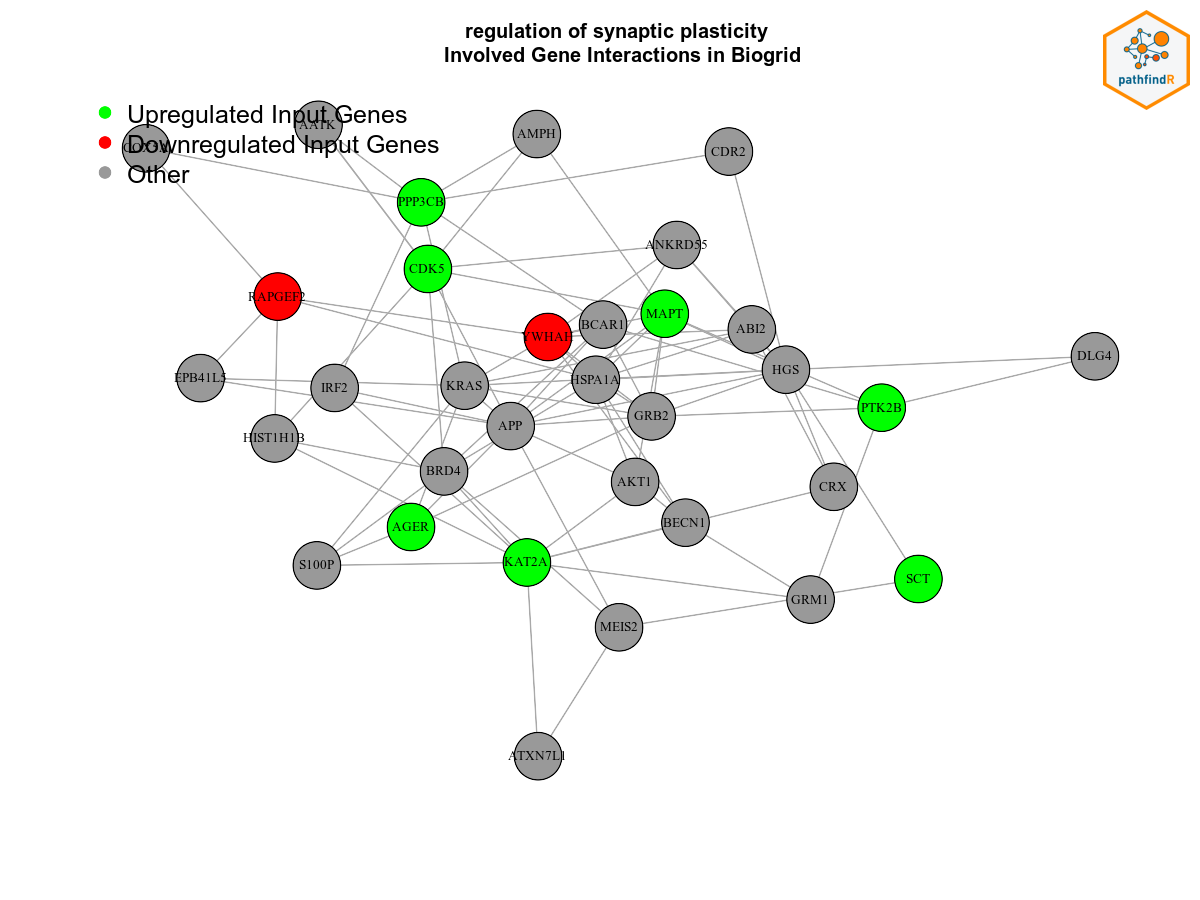 regulation of synaptic plasticity
Involved Gene Interactions in Biogrid
pathfindR
Upregulated Input Genes
Downregulated Input Genes
Other
AATK
AMPH
CDR2
PPP3CB
ANKRD55
CDK5
RAPGEF2
MAPT
BCAR1
ABI2
YWHAH
DLG4
HGS
EPB41L5
HSPA1A
KRAS
IRF2
PTK2B
GRB2
APP
HIST1H1B
BRD4
AKT1
CRX
BECN1
AGER
KAT2A
S100P
SCT
GRM1
MEIS2
ATXN7L1